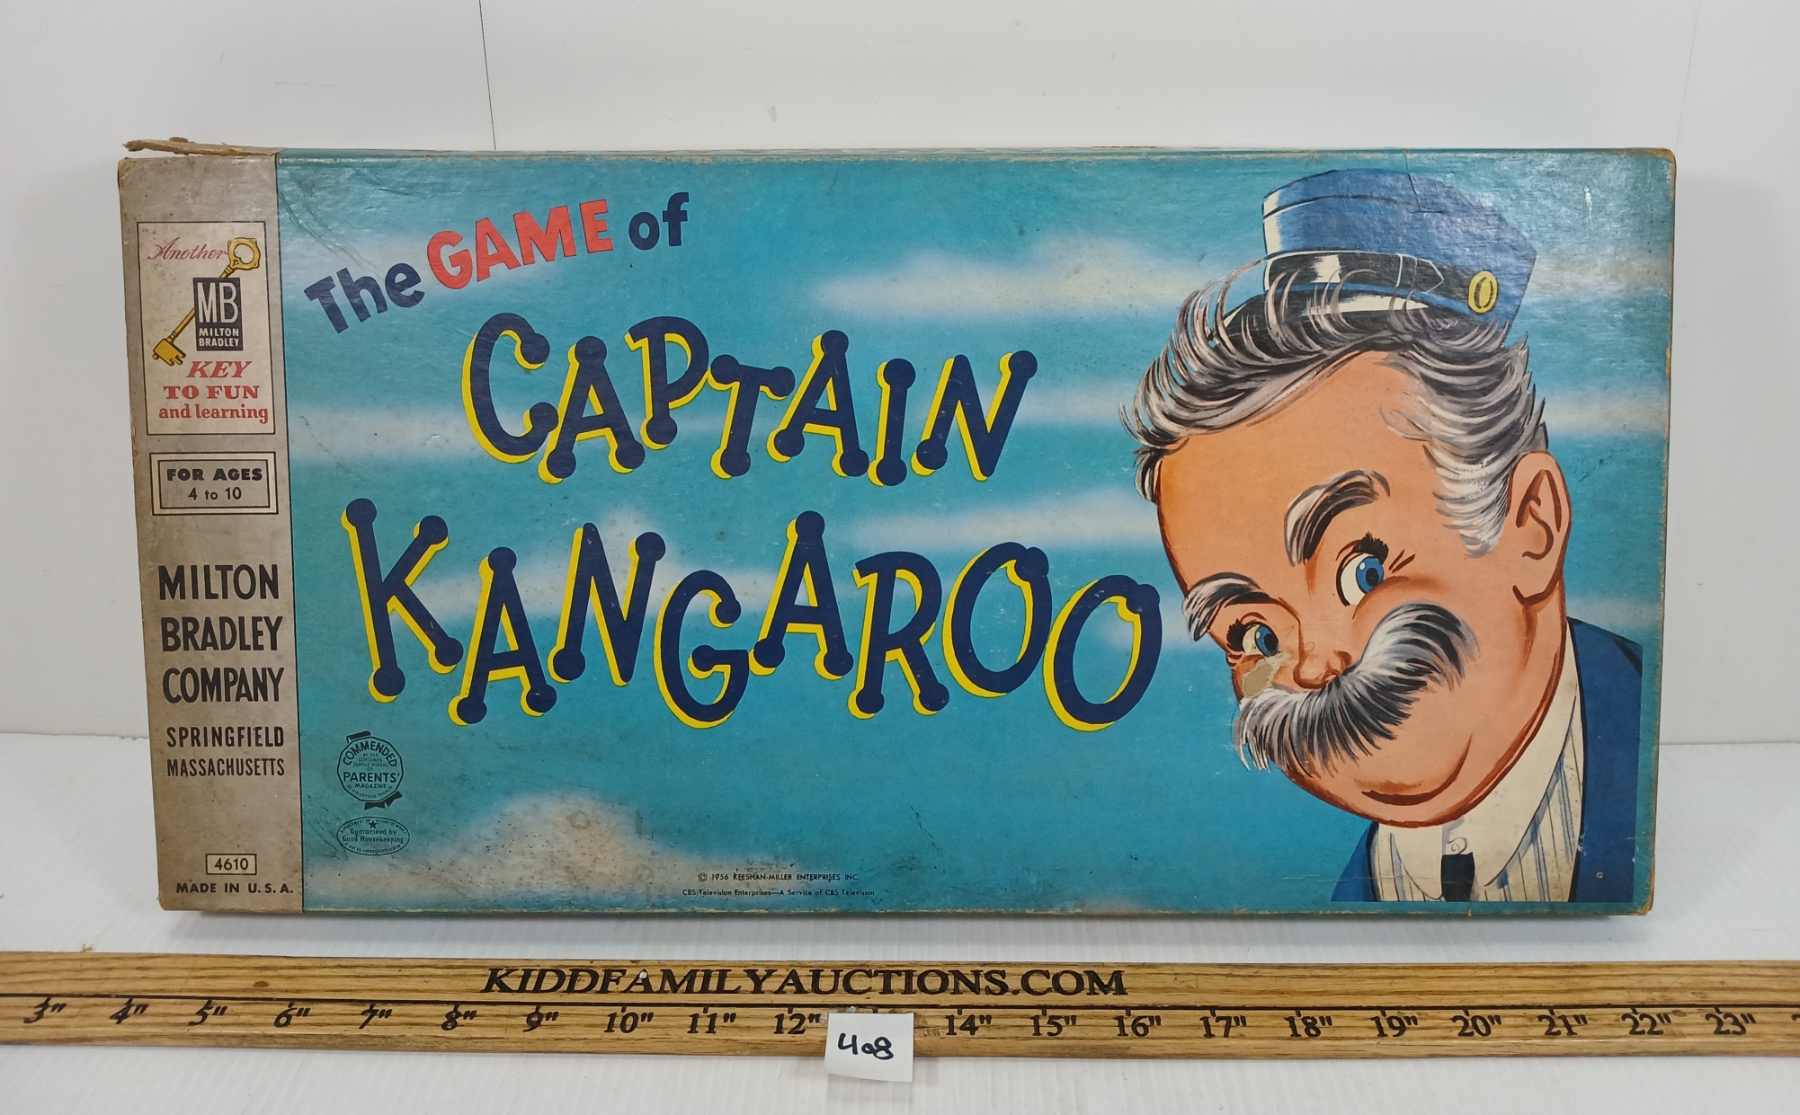 The GAME of
CAPTAIN
KANGAROO
Another
MB
MILTON
BRADLEY
KEY
TO FUN
and learning
FOR AGES
4 to 10
MILTON
BRADLEY
COMPANY
SPRINGFIELD
MASSACHUSETTS
4610
MADE IN U.S.A.
COMMENDED
PARENTS'
MAGAZINE
Guaranteed by
Good Housekeeping
© 1956 KEESHAN-MILLER ENTERPRISES INC.
CBS Television Enterprises—A Service of CBS Television
G
KIDDFAMILYAUCTIONS.COM
3" 4" 5" 6" 7" 8" 9" 10" 11" 12" 14" 15" 16" 17" 18" 19" 20" 21" 22" 23"
408